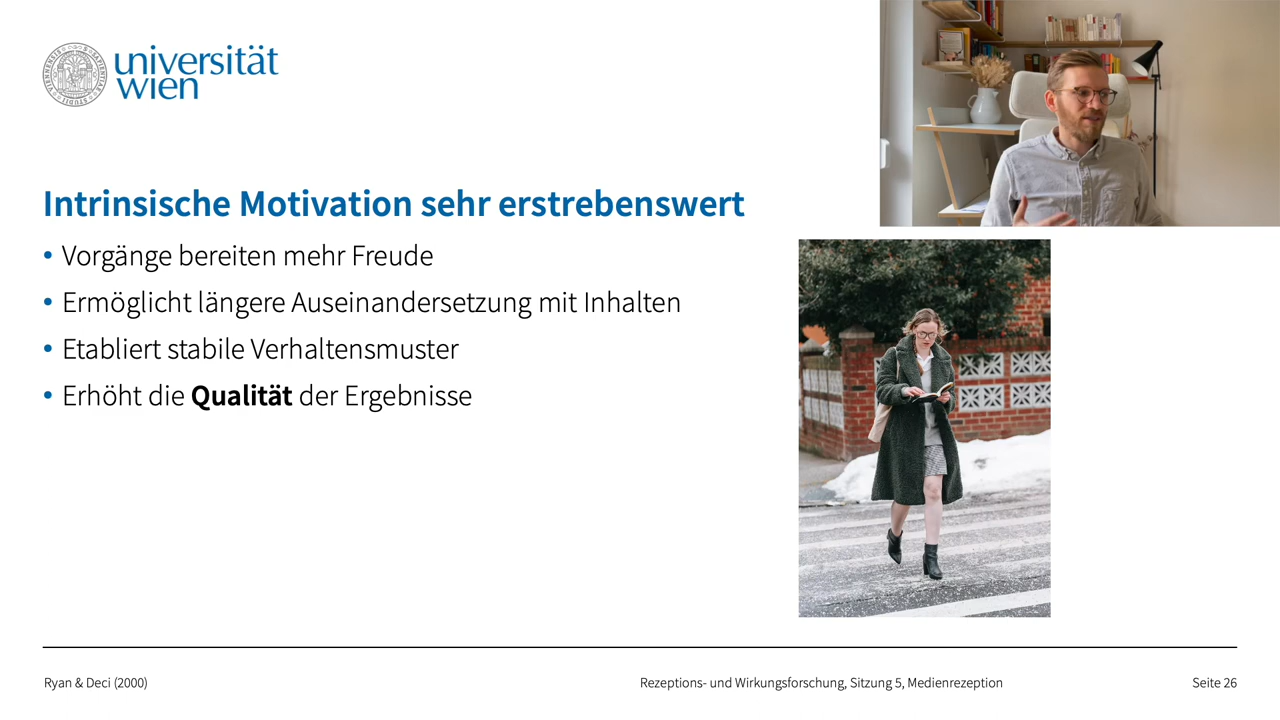 universität
wien
Intrinsische Motivation sehr erstrebenswert
• Vorgänge bereiten mehr Freude
• Ermöglicht längere Auseinandersetzung mit Inhalten
• Etabliert stabile Verhaltensmuster
• Erhöht die Qualität der Ergebnisse
Ryan & Deci (2000)
Rezeptions- und Wirkungsforschung, Sitzung 5, Medienrezeption
Seite 26